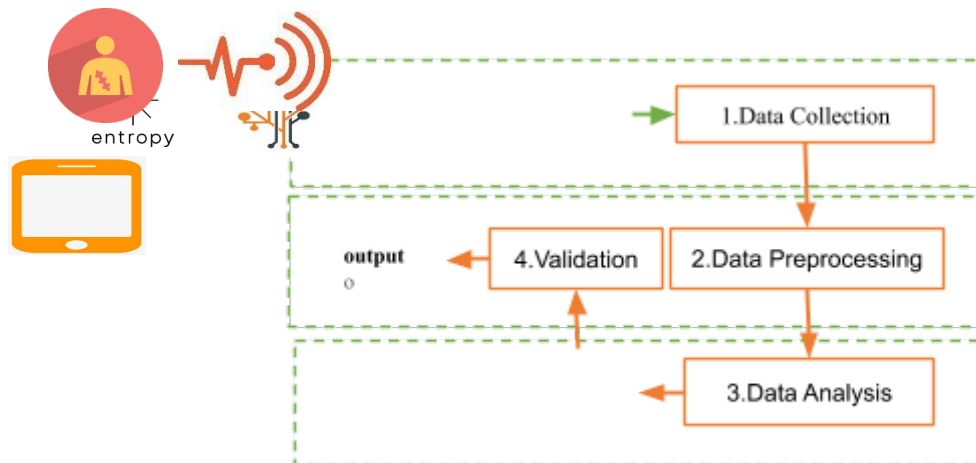 entropy
1.Data Collection
output
o
4.Validation
2.Data Preprocessing
3.Data Analysis